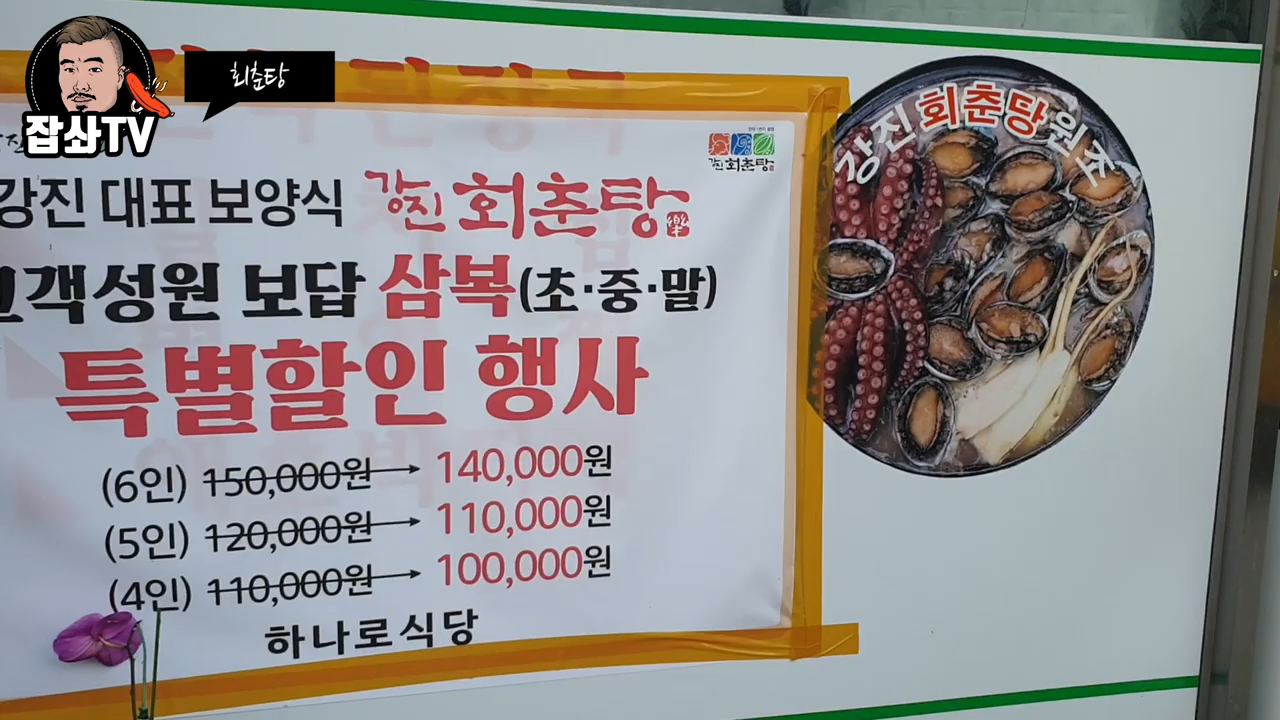 잡솨TV
회춘탕
강진 대표 보양식 강진 회춘탕
고객성원 보답 삼복(초·중·말)
특별할인 행사
(6인) 150,000원 → 140,000원
(5인) 120,000원 → 110,000원
(4인) 110,000원 → 100,000원
하나로식당
강진 회춘탕
강진회춘탕원조